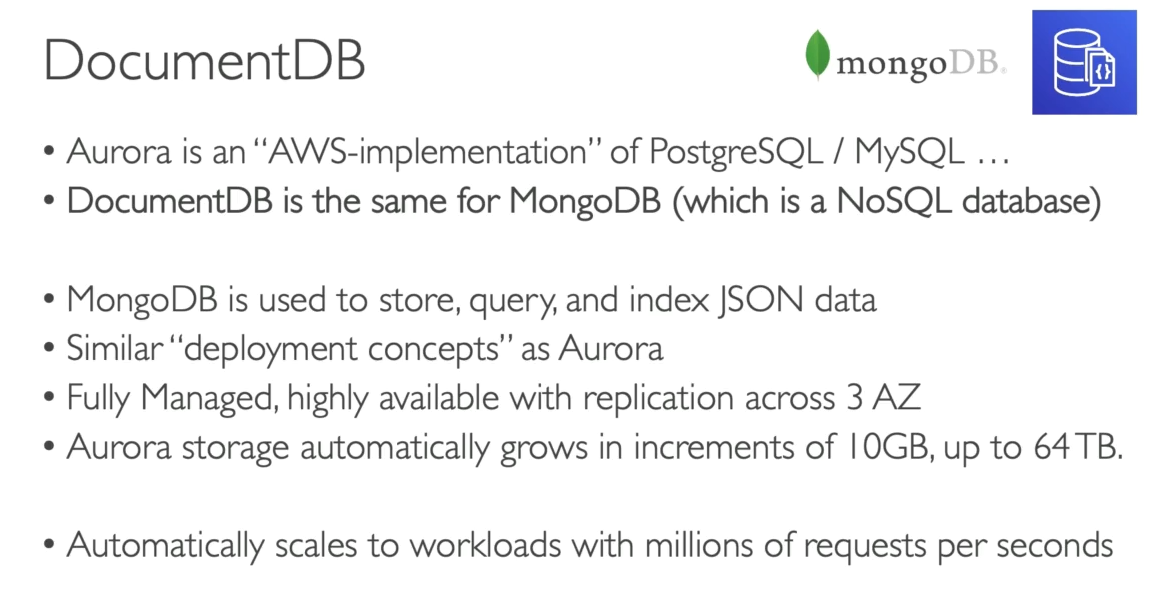 DocumentDB
mongoDB®
{}
• Aurora is an “AWS-implementation” of PostgreSQL / MySQL …
• DocumentDB is the same for MongoDB (which is a NoSQL database)
• MongoDB is used to store, query, and index JSON data
• Similar “deployment concepts” as Aurora
• Fully Managed, highly available with replication across 3 AZ
• Aurora storage automatically grows in increments of 10GB, up to 64 TB.
• Automatically scales to workloads with millions of requests per seconds